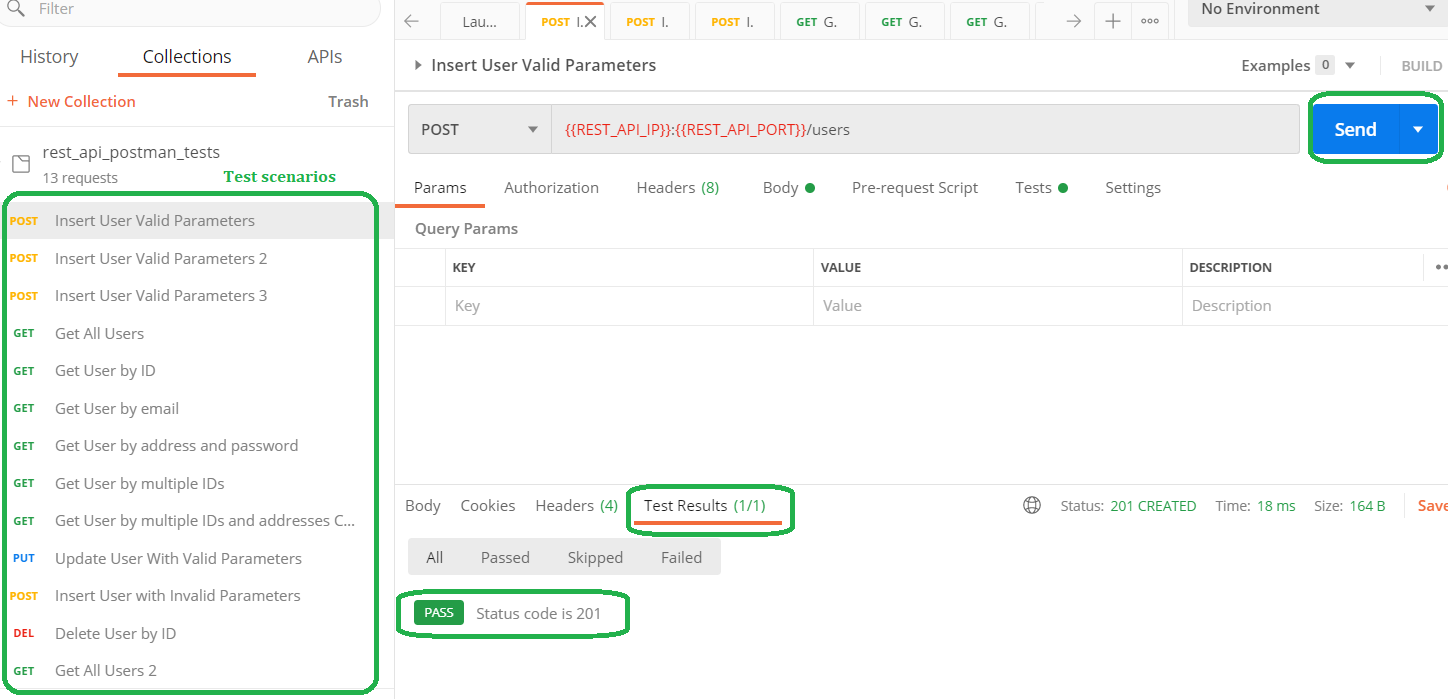 Filter
History Collections APIs
+ New Collection Trash
rest_api_postman_tests
13 requests
Test scenarios
POST Insert User Valid Parameters
POST Insert User Valid Parameters 2
POST Insert User Valid Parameters 3
GET Get All Users
GET Get User by ID
GET Get User by email
GET Get User by address and password
GET Get User by multiple IDs
GET Get User by multiple IDs and addresses C...
PUT Update User With Valid Parameters
POST Insert User with Invalid Parameters
DEL Delete User by ID
GET Get All Users 2
Lau... POST I. POST I. POST I. GET G. GET G. GET G.
No Environment
Insert User Valid Parameters
Examples 0 BUILD
POST {{REST_API_IP}}:{{REST_API_PORT}}/users
Send
Params Authorization Headers (8) Body Pre-request Script Tests Settings
Query Params
KEY VALUE DESCRIPTION
Key Value Description
Body Cookies Headers (4) Test Results (1/1)
Status: 201 CREATED Time: 18 ms Size: 164 B Save
All Passed Skipped Failed
PASS Status code is 201